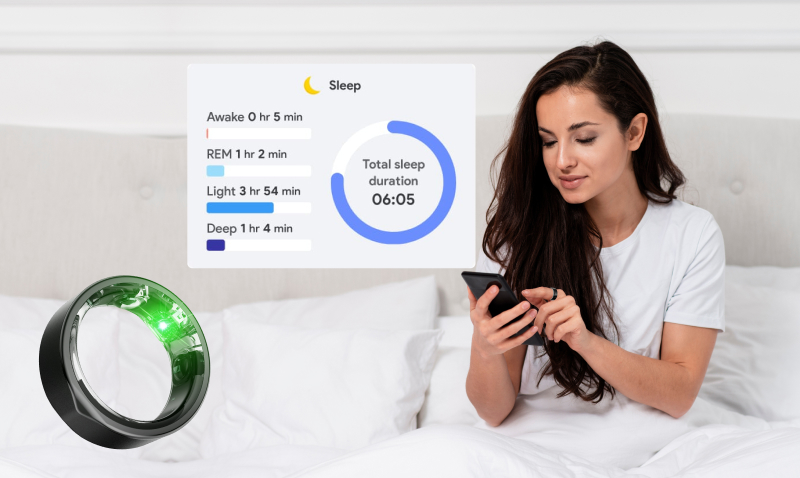 Sleep
Awake 0 hr 5 min
REM 1 hr 2 min
Light 3 hr 54 min
Deep 1 hr 4 min
Total sleep
duration
06:05